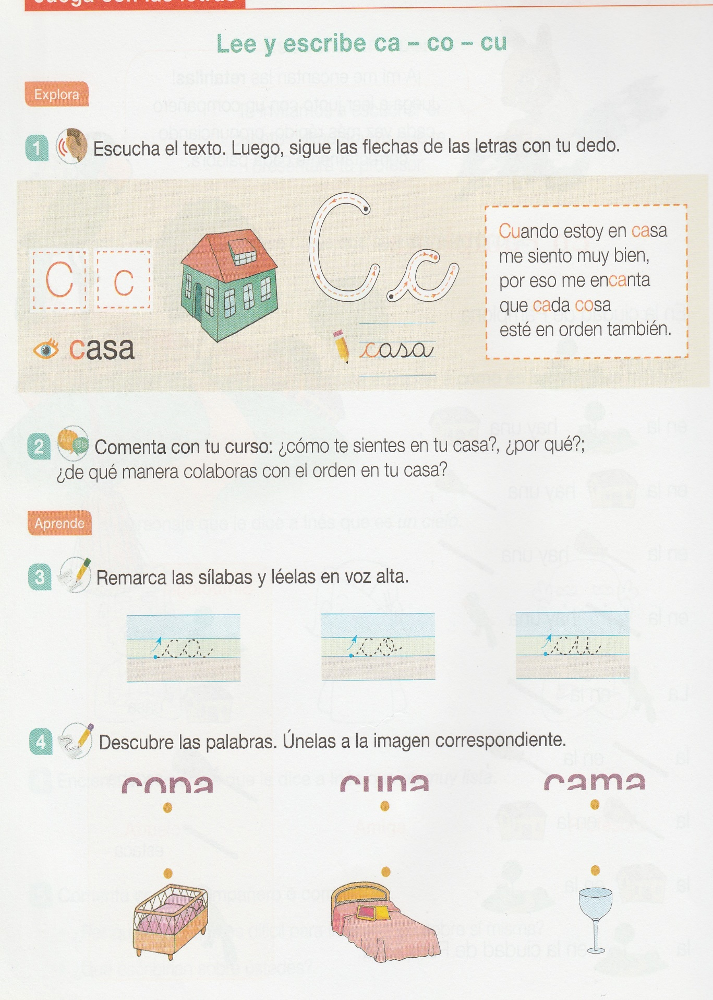 Juega con las letras
Lee y escribe ca – co – cu
Explora
1 Escucha el texto. Luego, sigue las flechas de las letras con tu dedo.
C c
C c
casa
casa
Cuando estoy en casa
me siento muy bien,
por eso me encanta
que cada cosa
esté en orden también.
2 Comenta con tu curso: ¿cómo te sientes en tu casa?, ¿por qué?;
¿de qué manera colaboras con el orden en tu casa?
Aprende
3 Remarca las sílabas y léelas en voz alta.
ca co cu
4 Descubre las palabras. Únelas a la imagen correspondiente.
copa cuna cama